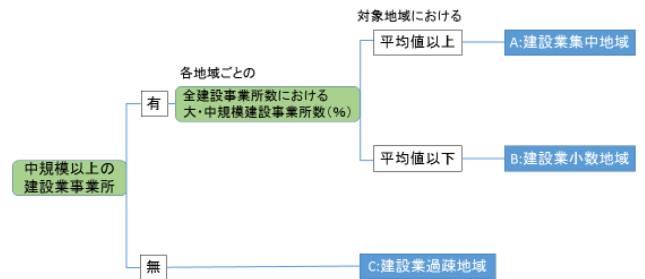 対象地域における
平均値以上
A:建設業集中地域
各地域ごとの
有
全建設事業所数における
大・中規模建設事業所数(%)
平均値以下
B:建設業小数地域
中規模以上の
建設業事業所
無
C:建設業過疎地域